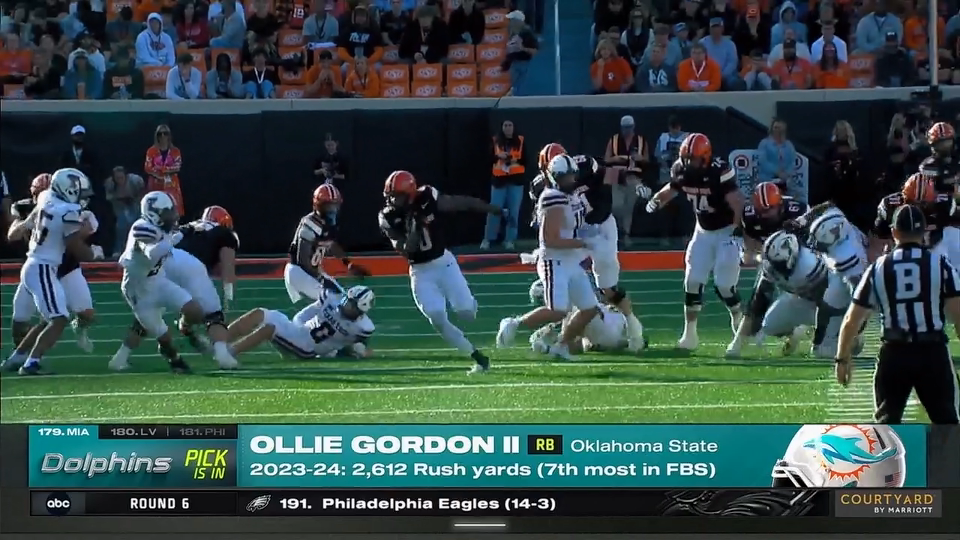 74
0
B
179. MIA 180. LV 181. PHI
Dolphins
PICK
IS IN
OLLIE GORDON II RB Oklahoma State
2023-24: 2,612 Rush yards (7th most in FBS)
abc ROUND 6 191. Philadelphia Eagles (14-3)
COURTYARD
BY MARRIOTT